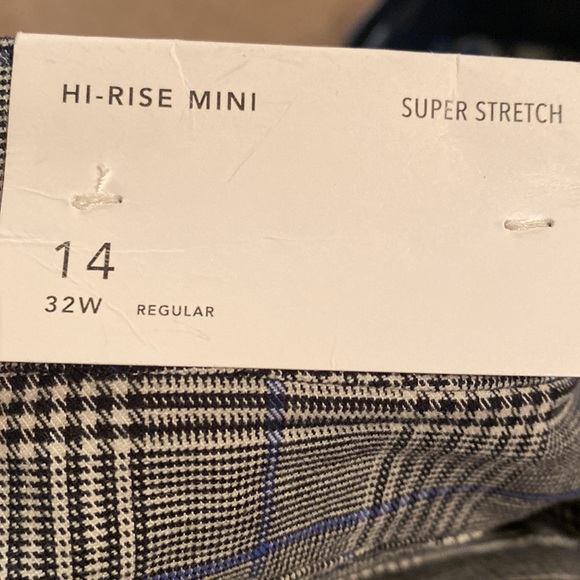 HI-RISE MINI
SUPER STRETCH
14
32W REGULAR